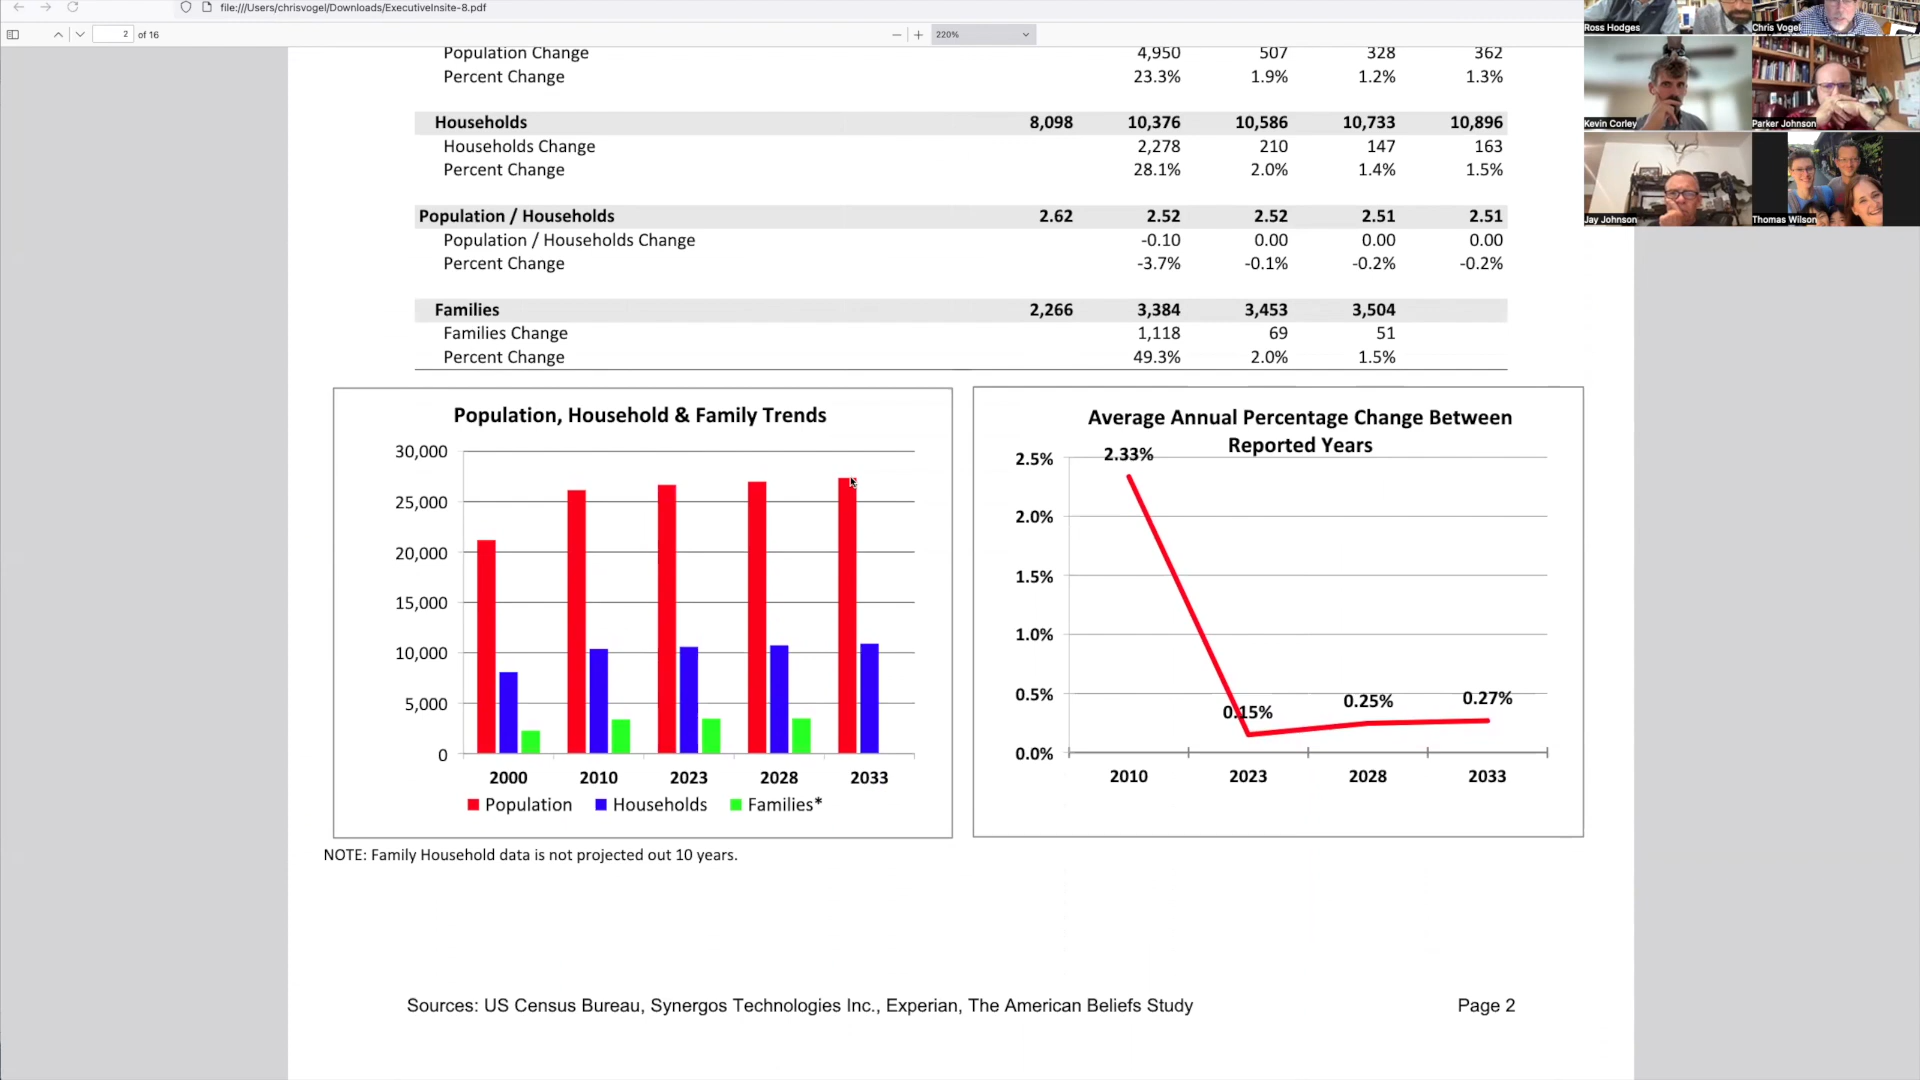 file:///Users/chrisvogel/Downloads/ExecutiveInsite-8.pdf
2 of 16
220%
Population Change 4,950 507 328 362
Percent Change 23.3% 1.9% 1.2% 1.3%
Households 8,098 10,376 10,586 10,733 10,896
Households Change 2,278 210 147 163
Percent Change 28.1% 2.0% 1.4% 1.5%
Population / Households 2.62 2.52 2.52 2.51 2.51
Population / Households Change -0.10 0.00 0.00 0.00
Percent Change -3.7% -0.1% -0.2% -0.2%
Families 2,266 3,384 3,453 3,504
Families Change 1,118 69 51
Percent Change 49.3% 2.0% 1.5%
Population, Household & Family Trends
30,000
25,000
20,000
15,000
10,000
5,000
0
2000 2010 2023 2028 2033
Population Households Families*
Average Annual Percentage Change Between
Reported Years
2.5%
2.0%
1.5%
1.0%
0.5%
0.0%
2.33%
0.15%
0.25%
0.27%
2010 2023 2028 2033
NOTE: Family Household data is not projected out 10 years.
Sources: US Census Bureau, Synergos Technologies Inc., Experian, The American Beliefs Study
Page 2
Ross Hodges
Chris Vogel
Kevin Corley
Parker Johnson
Jay Johnson
Thomas Wilson